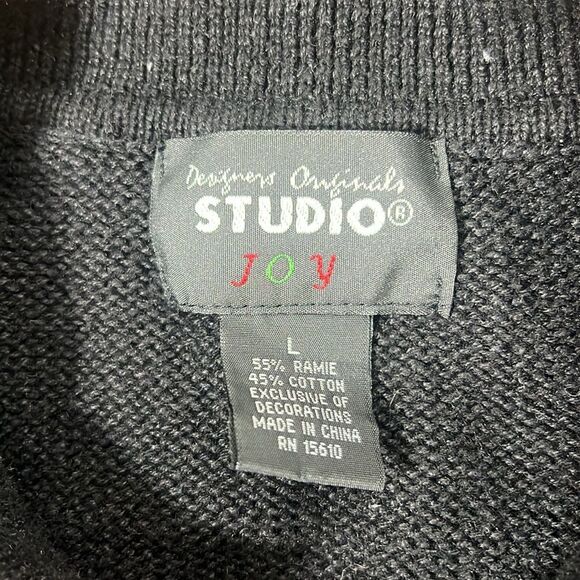 Designers Originals
STUDIO®
JOY
L
55% RAMIE
45% COTTON
EXCLUSIVE OF
DECORATIONS
MADE IN CHINA
RN 15610